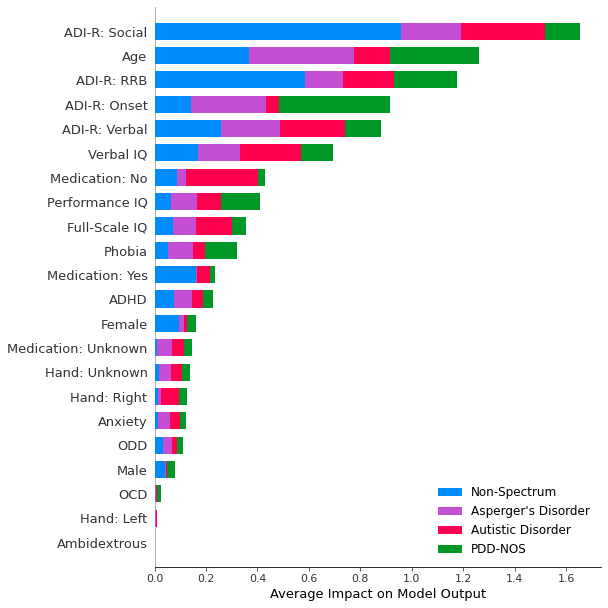 ADI-R: Social
Age
ADI-R: RRB
ADI-R: Onset
ADI-R: Verbal
Verbal IQ
Medication: No
Performance IQ
Full-Scale IQ
Phobia
Medication: Yes
ADHD
Female
Medication: Unknown
Hand: Unknown
Hand: Right
Anxiety
ODD
Male
OCD
Hand: Left
Ambidextrous
Non-Spectrum
Asperger's Disorder
Autistic Disorder
PDD-NOS
0.0 0.2 0.4 0.6 0.8 1.0 1.2 1.4 1.6
Average Impact on Model Output